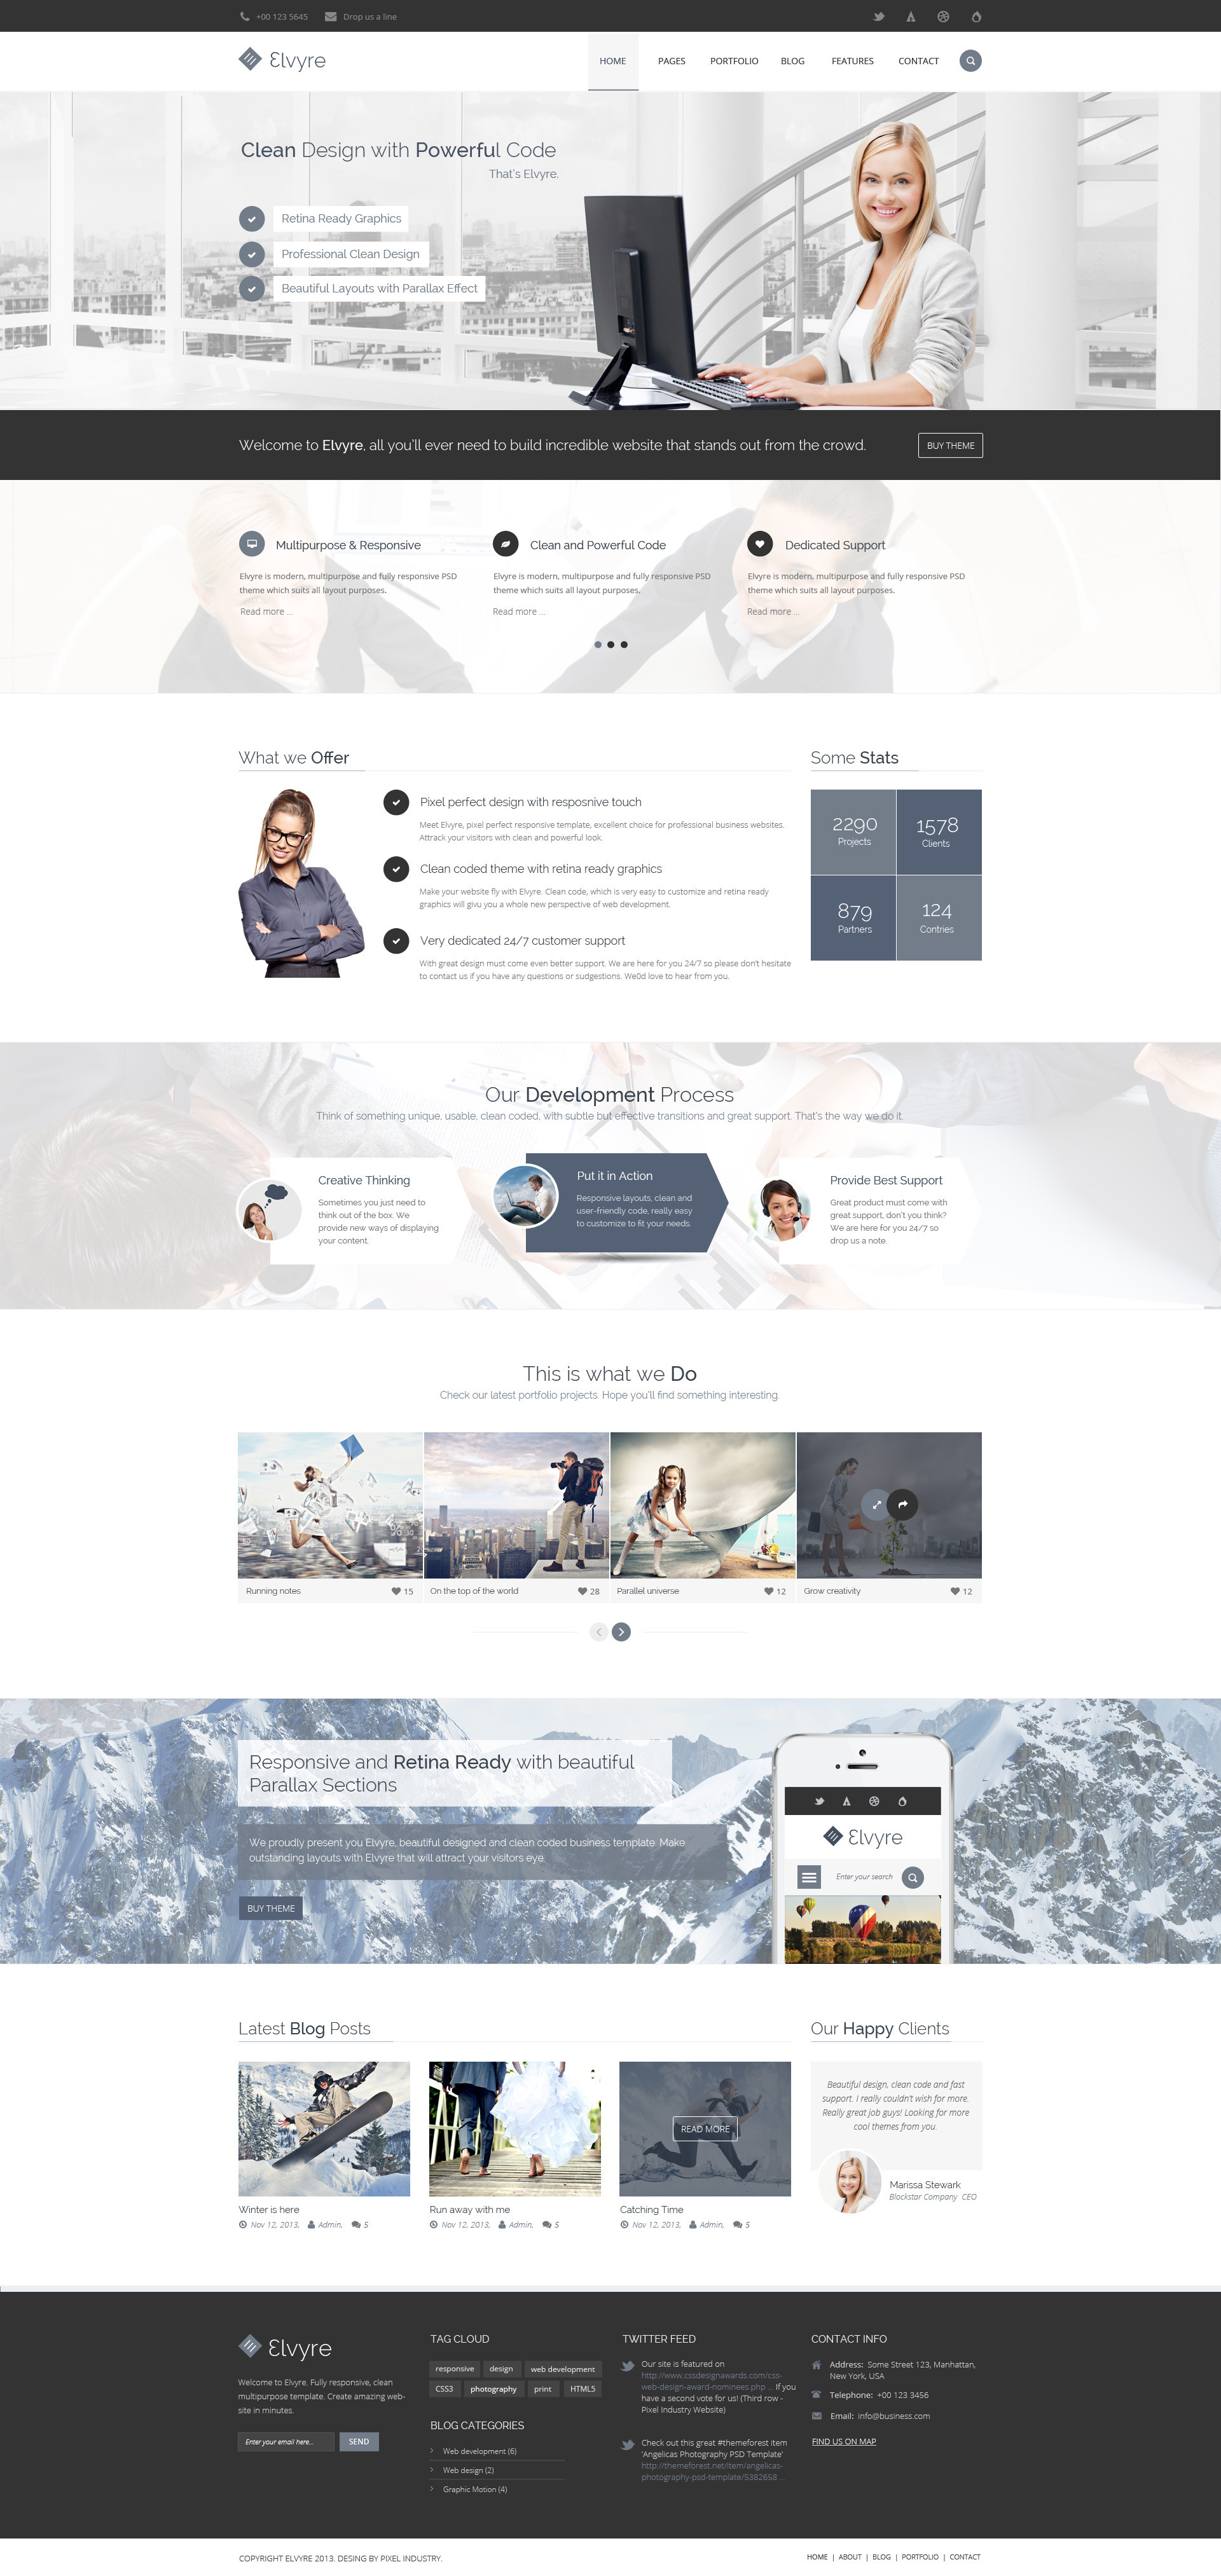 +00 123 5645 Drop us a line
Elvyre
HOME PAGES PORTFOLIO BLOG FEATURES CONTACT
Clean Design with Powerful Code
That's Elvyre.
Retina Ready Graphics
Professional Clean Design
Beautiful Layouts with Parallax Effect
Welcome to Elvyre, all you'll ever need to build incredible website that stands out from the crowd.
BUY THEME
Multipurpose & Responsive
Elvyre is modern, multipurpose and fully responsive PSD
theme which suits all layout purposes.
Read more ...
Clean and Powerful Code
Elvyre is modern, multipurpose and fully responsive PSD
theme which suits all layout purposes.
Read more ...
Dedicated Support
Elvyre is modern, multipurpose and fully responsive PSD
theme which suits all layout purposes.
Read more ...
What we Offer
Pixel perfect design with resposnive touch
Meet Elvyre, pixel perfect responsive template, excellent choice for professional business websites.
Attrack your visitors with clean and powerful look.
Clean coded theme with retina ready graphics
Make your website fly with Elvyre. Clean code, which is very easy to customize and retina ready
graphics will givu you a whole new perspective of web development.
Very dedicated 24/7 customer support
With great design must come even better support. We are here for you 24/7 so please don't hesitate
to contact us if you have any questions or sudgestions. We0d love to hear from you.
Some Stats
2290
Projects
1578
Clients
879
Partners
124
Contries
Our Development Process
Think of something unique, usable, clean coded, with subtle but effective transitions and great support. That's the way we do it.
Creative Thinking
Sometimes you just need to
think out of the box. We
provide new ways of displaying
your content.
Put it in Action
Responsive layouts, clean and
user-friendly code, really easy
to customize to fit your needs.
Provide Best Support
Great product must come with
great support, don't you think?
We are here for you 24/7 so
drop us a note.
This is what we Do
Check our latest portfolio projects. Hope you'll find something interesting.
Running notes 15
On the top of the world 28
Parallel universe 12
Grow creativity 12
Responsive and Retina Ready with beautiful
Parallax Sections
We proudly present you Elvyre, beautiful designed and clean coded business template. Make
outstanding layouts with Elvyre that will attract your visitors eye.
BUY THEME
Elvyre
Enter your search
Latest Blog Posts
READ MORE
Winter is here
Nov 12, 2013, Admin, 5
Run away with me
Nov 12, 2013, Admin, 5
Catching Time
Nov 12, 2013, Admin, 5
Our Happy Clients
Beautiful design, clean code and fast
support. I really couldn't wish for more.
Really great job guys! Looking for more
cool themes from you.
Marissa Stewark
Blockstar Company CEO
Elvyre
Welcome to Elvyre. Fully responsive, clean
multipurpose template. Create amazing web-
site in minutes.
Enter your email here... SEND
TAG CLOUD
responsive design web development
CSS3 photography print HTML5
BLOG CATEGORIES
Web development (6)
Web design (2)
Graphic Motion (4)
TWITTER FEED
Our site is featured on
http://www.cssdesignawards.com/css-
web-design-award-nominees.php ... If you
have a second vote for us! (Third row -
Pixel Industry Website)
Check out this great #themeforest item
'Angelicas Photography PSD Template'
http://themeforest.net/item/angelicas-
photography-psd-template/5382658 ...
CONTACT INFO
Address: Some Street 123, Manhattan,
New York, USA
Telephone: +00 123 3456
Email: info@business.com
FIND US ON MAP
COPYRIGHT ELVYRE 2013. DESING BY PIXEL INDUSTRY.
HOME | ABOUT | BLOG | PORTFOLIO | CONTACT